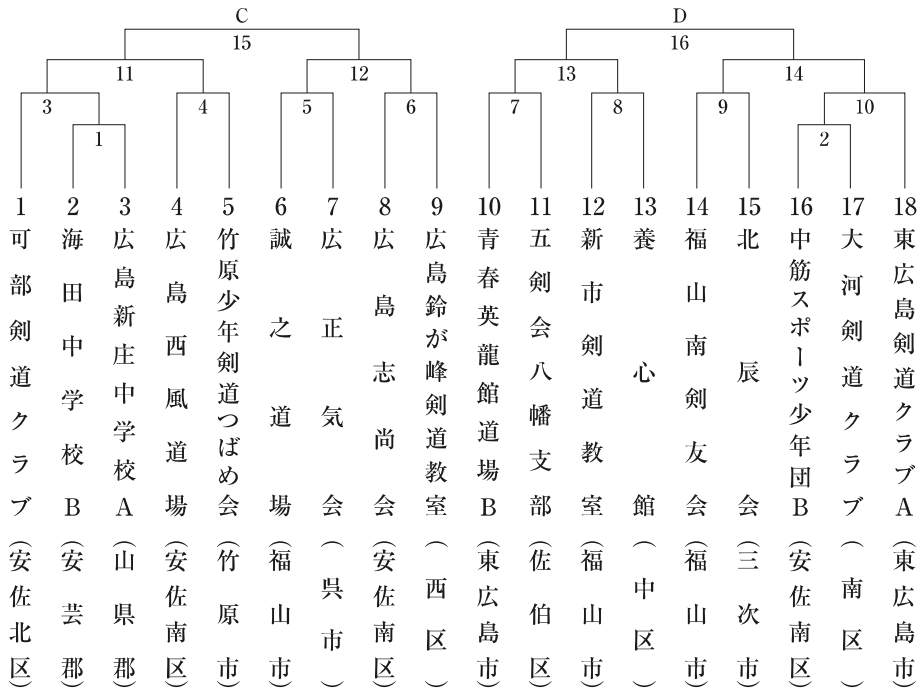 C
D
15
16
11
12
13
14
3
4
5
6
7
8
9
10
1
2
1 可部剣道クラブ（安佐北区）
2 海田中学校B（安芸郡）
3 広島新庄中学校A（山県郡）
4 広島西風道場（安佐南区）
5 竹原少年剣道つばめ会（竹原市）
6 誠之道場（福山市）
7 広正気会（呉市）
8 広島志尚会（安佐南区）
9 広島鈴が峰剣道教室（西区）
10 青春英龍館道場B（東広島市）
11 五剣会八幡支部（佐伯区）
12 新市剣道教室（福山市）
13 養心館（中区）
14 福山南剣友会（福山市）
15 北辰会（三次市）
16 中筋スポーツ少年団B（安佐南区）
17 大河剣道クラブ（南区）
18 東広島剣道クラブA（東広島市）